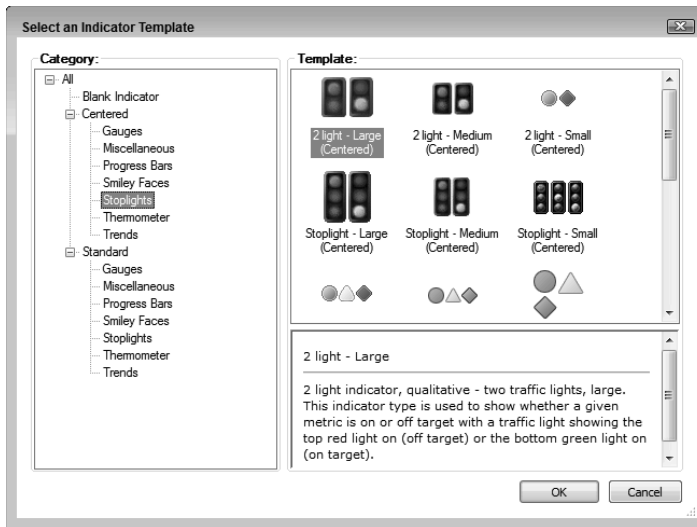 Select an Indicator Template
Category:
All
Blank Indicator
Centered
Gauges
Miscellaneous
Progress Bars
Smiley Faces
Stoplights
Thermometer
Trends
Standard
Gauges
Miscellaneous
Progress Bars
Smiley Faces
Stoplights
Thermometer
Trends
Template:
2 light - Large
(Centered)
2 light - Medium
(Centered)
2 light - Small
(Centered)
Stoplight - Large
(Centered)
Stoplight - Medium
(Centered)
Stoplight - Small
(Centered)
2 light - Large
2 light indicator, qualitative - two traffic lights, large.
This indicator type is used to show whether a given
metric is on or off target with a traffic light showing the
top red light on (off target) or the bottom green light on
(on target).
OK
Cancel